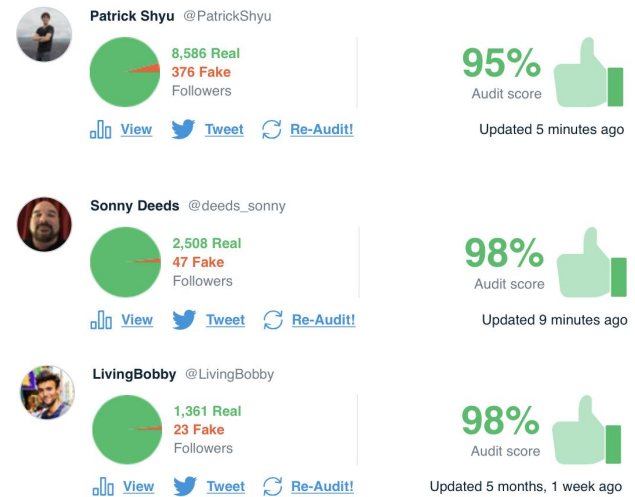 Patrick Shyu @PatrickShyu
8,586 Real
376 Fake
Followers
95%
Audit score
View Tweet Re-Audit!
Updated 5 minutes ago
Sonny Deeds @deeds_sonny
2,508 Real
47 Fake
Followers
98%
Audit score
View Tweet Re-Audit!
Updated 9 minutes ago
LivingBobby @LivingBobby
1,361 Real
23 Fake
Followers
98%
Audit score
View Tweet Re-Audit!
Updated 5 months, 1 week ago